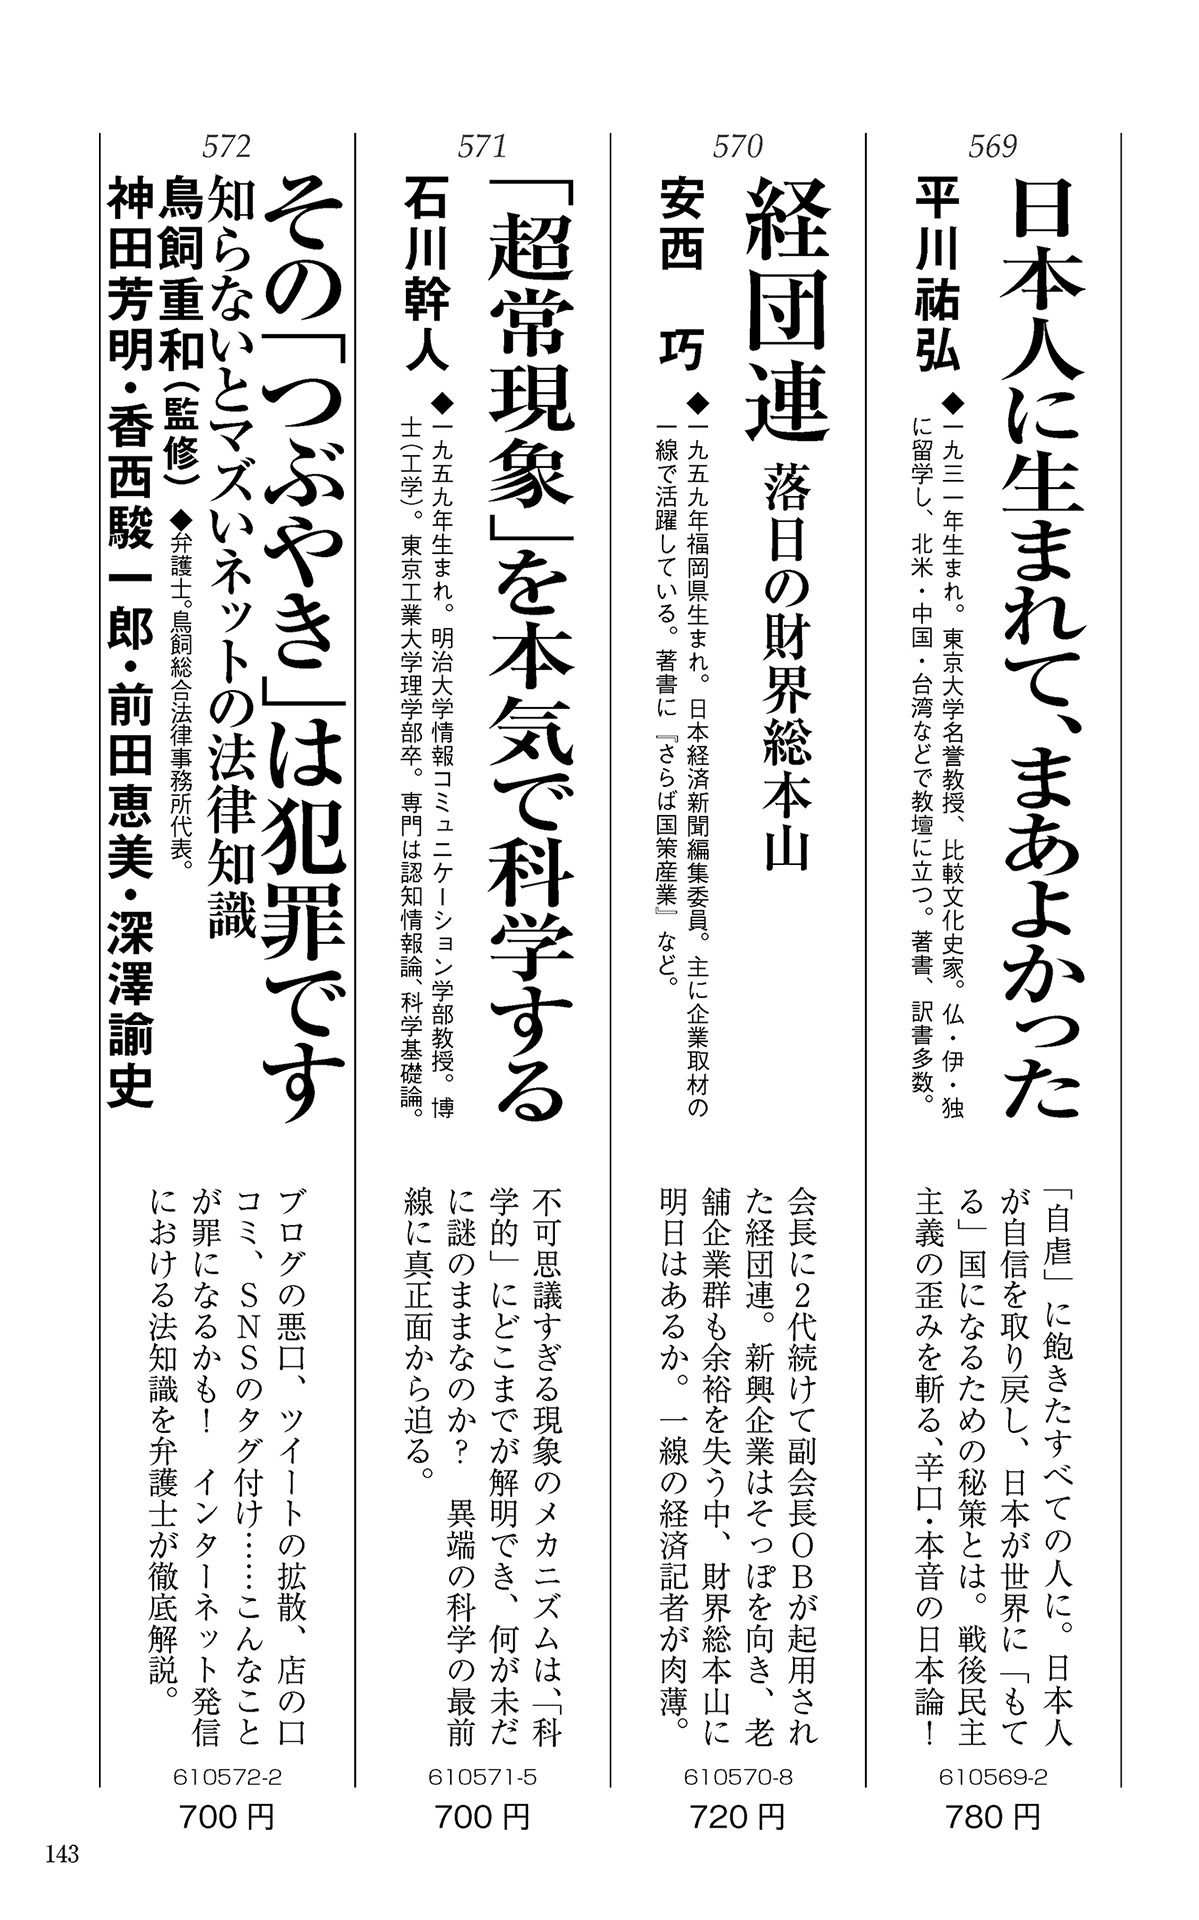 569
日本人に生まれて、まあよかった
平川祐弘
◆一九三一年生まれ。東京大学名誉教授、比較文化史家。仏・伊・独
に留学し、北米・中国・台湾などで教壇に立つ。著書、訳書多数。
「自虐」に飽きたすべての人に。日本人
が自信を取り戻し、日本が世界に「もて
る」国になるための秘策とは。戦後民主
主義の歪みを斬る、辛口・本音の日本論！
610569-2
780円
570
経団連 落日の財界総本山
安西 巧
◆一九五九年福岡県生まれ。日本経済新聞編集委員。主に企業取材の
一線で活躍している。著書に『さらば国策産業』など。
会長に2代続けて副会長OBが起用され
た経団連。新興企業はそっぽを向き、老
舗企業群も余裕を失う中、財界総本山に
明日はあるか。一線の経済記者が肉薄。
610570-8
720円
571
「超常現象」を本気で科学する
石川幹人
◆一九五九年生まれ。明治大学情報コミュニケーション学部教授。博
士（工学）。東京工業大学理学部卒。専門は認知情報論、科学基礎論。
不可思議すぎる現象のメカニズムは、「科
学的」にどこまでが解明でき、何が未だ
に謎のままなのか？ 異端の科学の最前
線に真正面から迫る。
610571-5
700円
572
その「つぶやき」は犯罪です
知らないとマズいネットの法律知識
鳥飼重和（監修）◆弁護士。鳥飼総合法律事務所代表。
神田芳明・香西駿一郎・前田恵美・深澤諭史
ブログの悪口、ツイートの拡散、店の口
コミ、SNSのタグ付け……こんなこと
が罪になるかも！ インターネット発信
における法知識を弁護士が徹底解説。
610572-2
700円
143